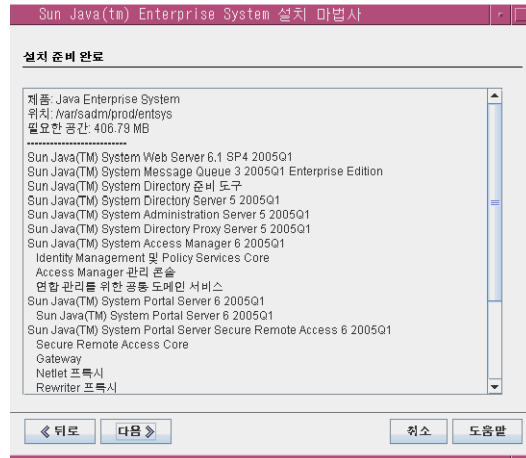 Sun Java(tm) Enterprise System 설치 마법사
설치 준비 완료
제품: Java Enterprise System
위치: /var/sadm/prod/entsys
필요한 공간: 406.79 MB
--------------------------
Sun Java(TM) System Web Server 6.1 SP4 2005Q1
Sun Java(TM) System Message Queue 3 2005Q1 Enterprise Edition
Sun Java(TM) System Directory 준비 도구
Sun Java(TM) System Directory Server 5 2005Q1
Sun Java(TM) System Administration Server 5 2005Q1
Sun Java(TM) System Directory Proxy Server 5 2005Q1
Sun Java(TM) System Access Manager 6 2005Q1
Identity Management 및 Policy Services Core
Access Manager 관리 콘솔
연합 관리를 위한 공통 도메인 서비스
Sun Java(TM) System Portal Server 6 2005Q1
Sun Java(TM) System Portal Server 6 2005Q1
Sun Java(TM) System Portal Server Secure Remote Access 6 2005Q1
Secure Remote Access Core
Gateway
Netlet 프록시
Rewriter 프록시
뒤로 다음 취소 도움말